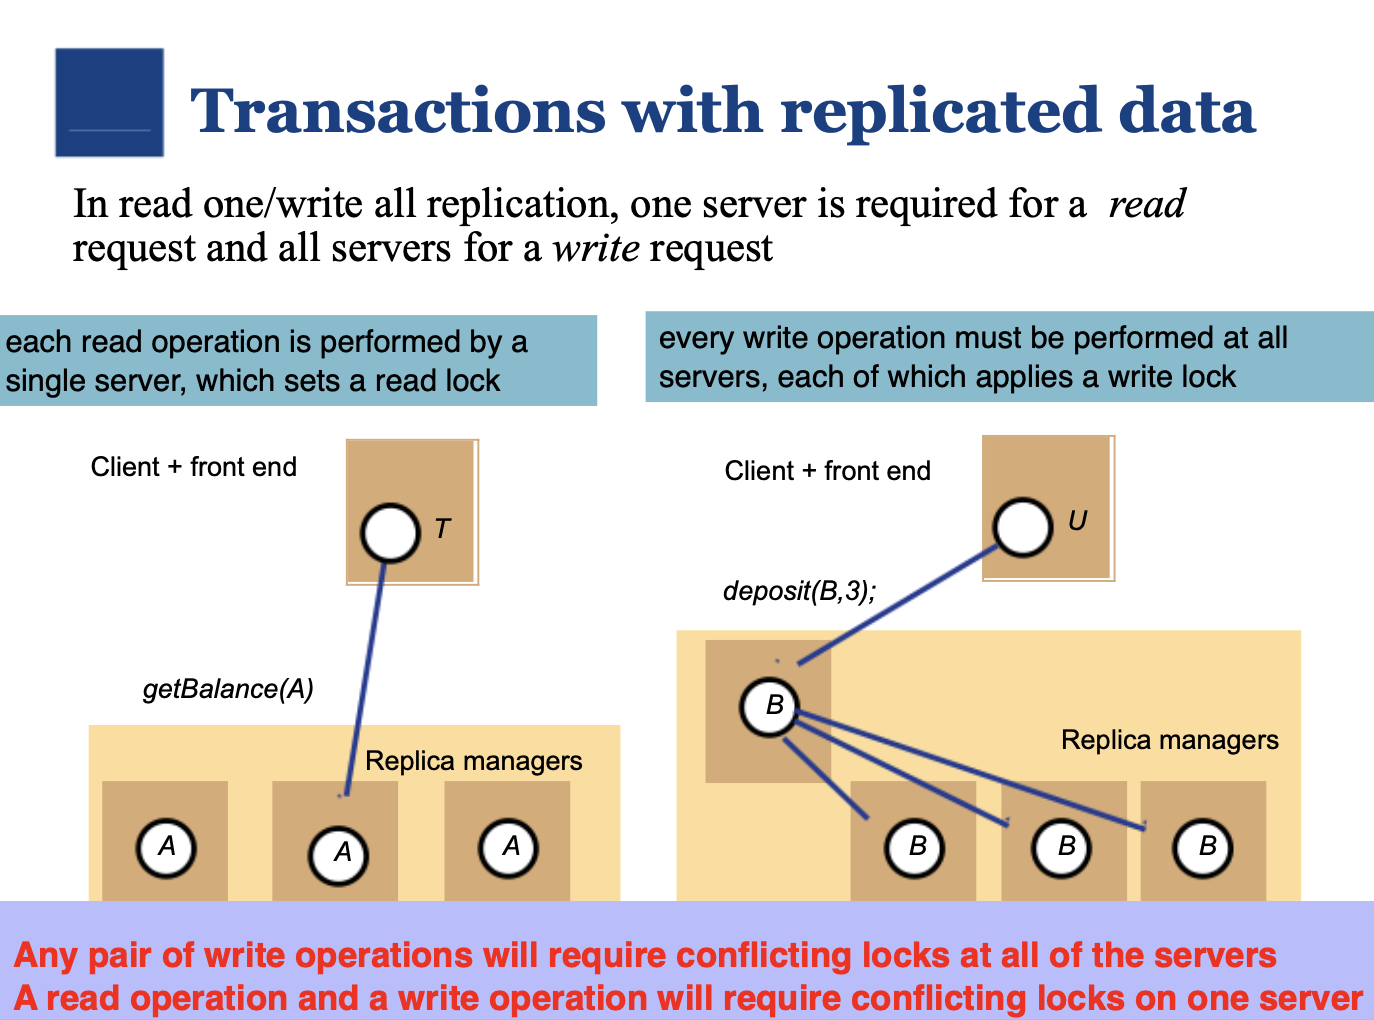 Transactions with replicated data
In read one/write all replication, one server is required for a read
request and all servers for a write request
each read operation is performed by a
single server, which sets a read lock
every write operation must be performed at all
servers, each of which applies a write lock
Client + front end
T
getBalance(A)
Replica managers
A
A
A
Client + front end
U
deposit(B,3);
B
Replica managers
B
B
B
Any pair of write operations will require conflicting locks at all of the servers
A read operation and a write operation will require conflicting locks on one server